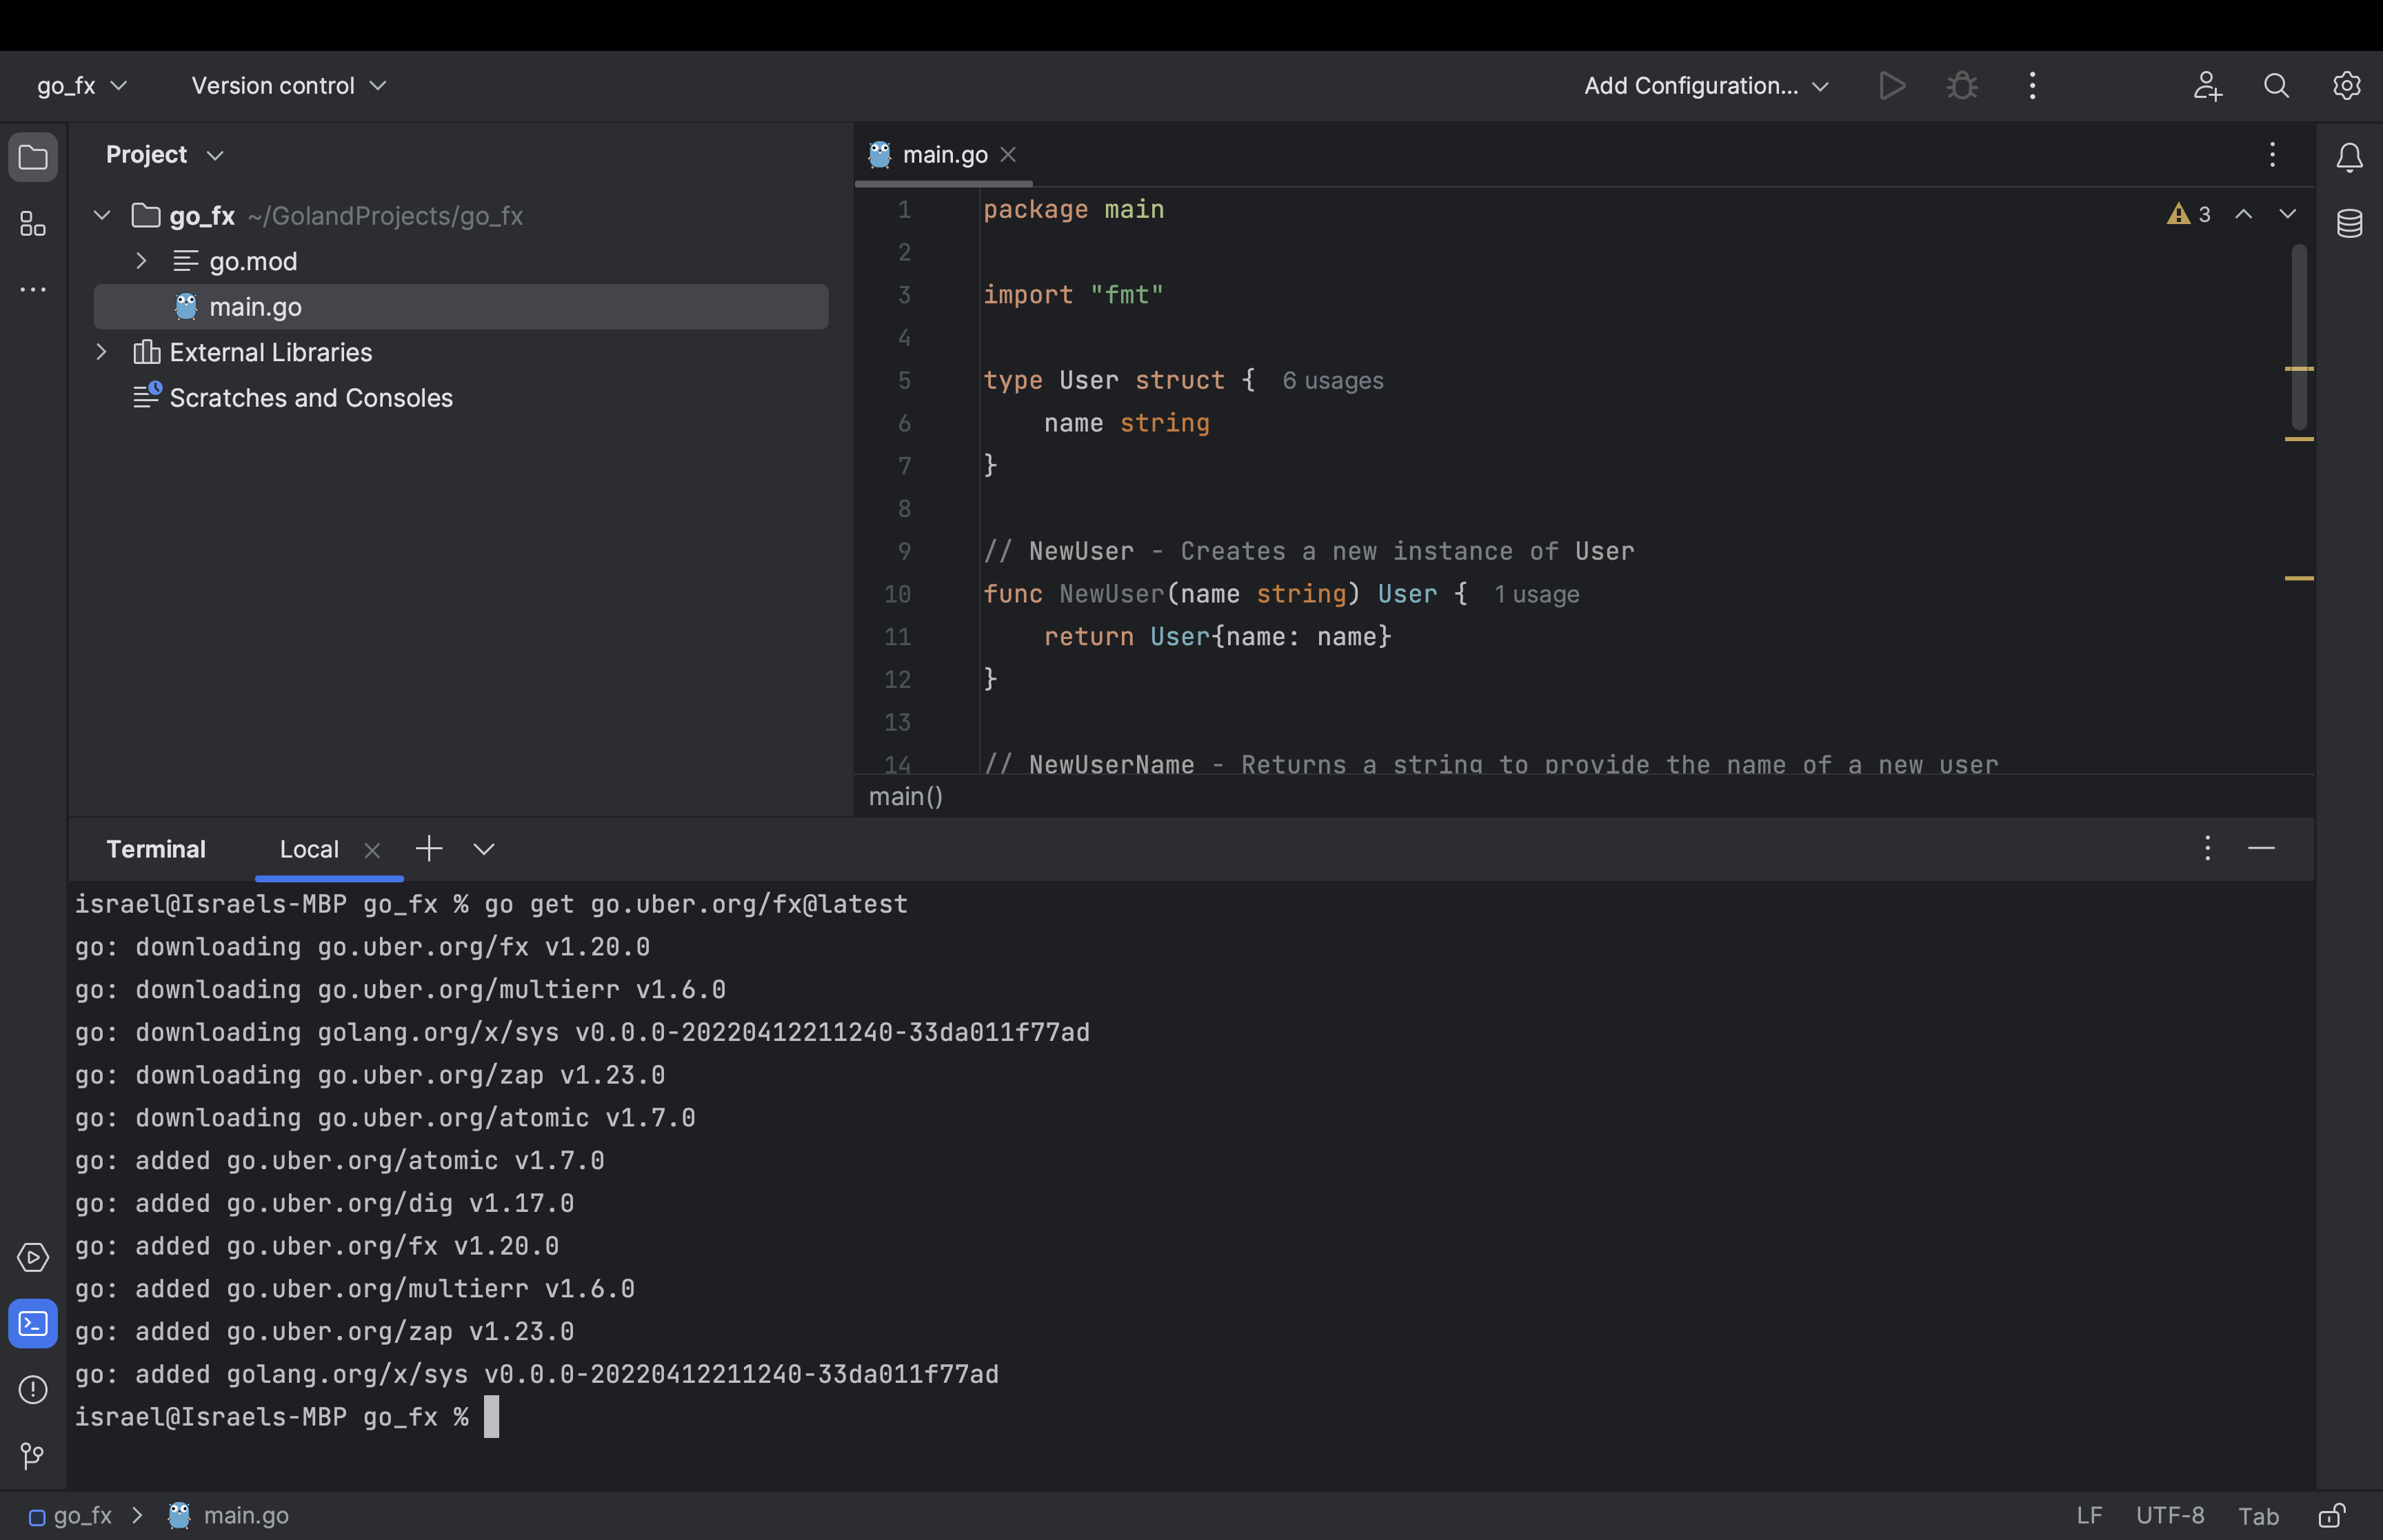 go_fx
Version control
Add Configuration...
Project
go_fx ~/GolandProjects/go_fx
go.mod
main.go
External Libraries
Scratches and Consoles
main.go
3
1 package main
2
3 import "fmt"
4
5 type User struct { 6 usages
6 name string
7 }
8
9 // NewUser - Creates a new instance of User
10 func NewUser(name string) User { 1 usage
11 return User{name: name}
12 }
13
14 // NewUserName - Returns a string to provide the name of a new user
main()
Terminal
Local
israel@Israels-MBP go_fx % go get go.uber.org/fx@latest
go: downloading go.uber.org/fx v1.20.0
go: downloading go.uber.org/multierr v1.6.0
go: downloading golang.org/x/sys v0.0.0-20220412211240-33da011f77ad
go: downloading go.uber.org/zap v1.23.0
go: downloading go.uber.org/atomic v1.7.0
go: added go.uber.org/atomic v1.7.0
go: added go.uber.org/dig v1.17.0
go: added go.uber.org/fx v1.20.0
go: added go.uber.org/multierr v1.6.0
go: added go.uber.org/zap v1.23.0
go: added golang.org/x/sys v0.0.0-20220412211240-33da011f77ad
israel@Israels-MBP go_fx %
go_fx
main.go
LF
UTF-8
Tab